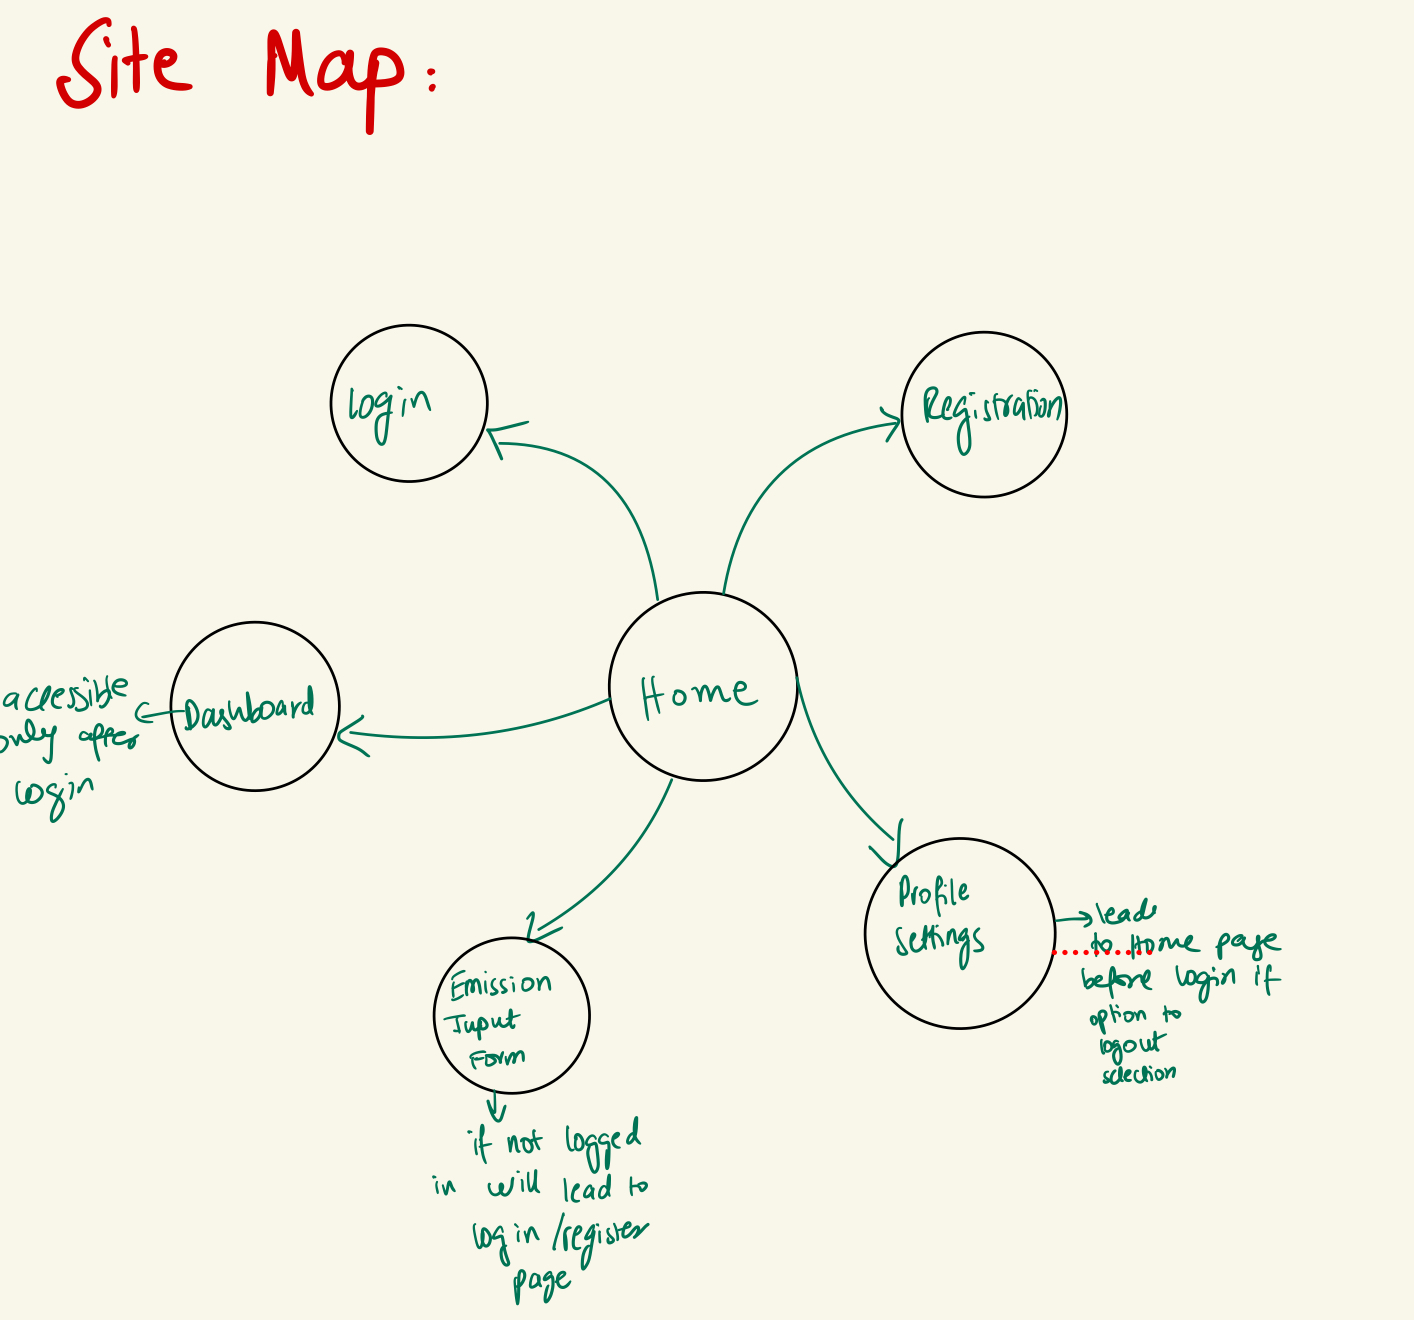 Site Map:
Login
Registration
Home
Dashboard
accessible
only after
login
Profile
Settings
lead
to Home page
before login if
option to
logout
selection
Emission
Input
Form
if not logged
in will lead to
login/register
page